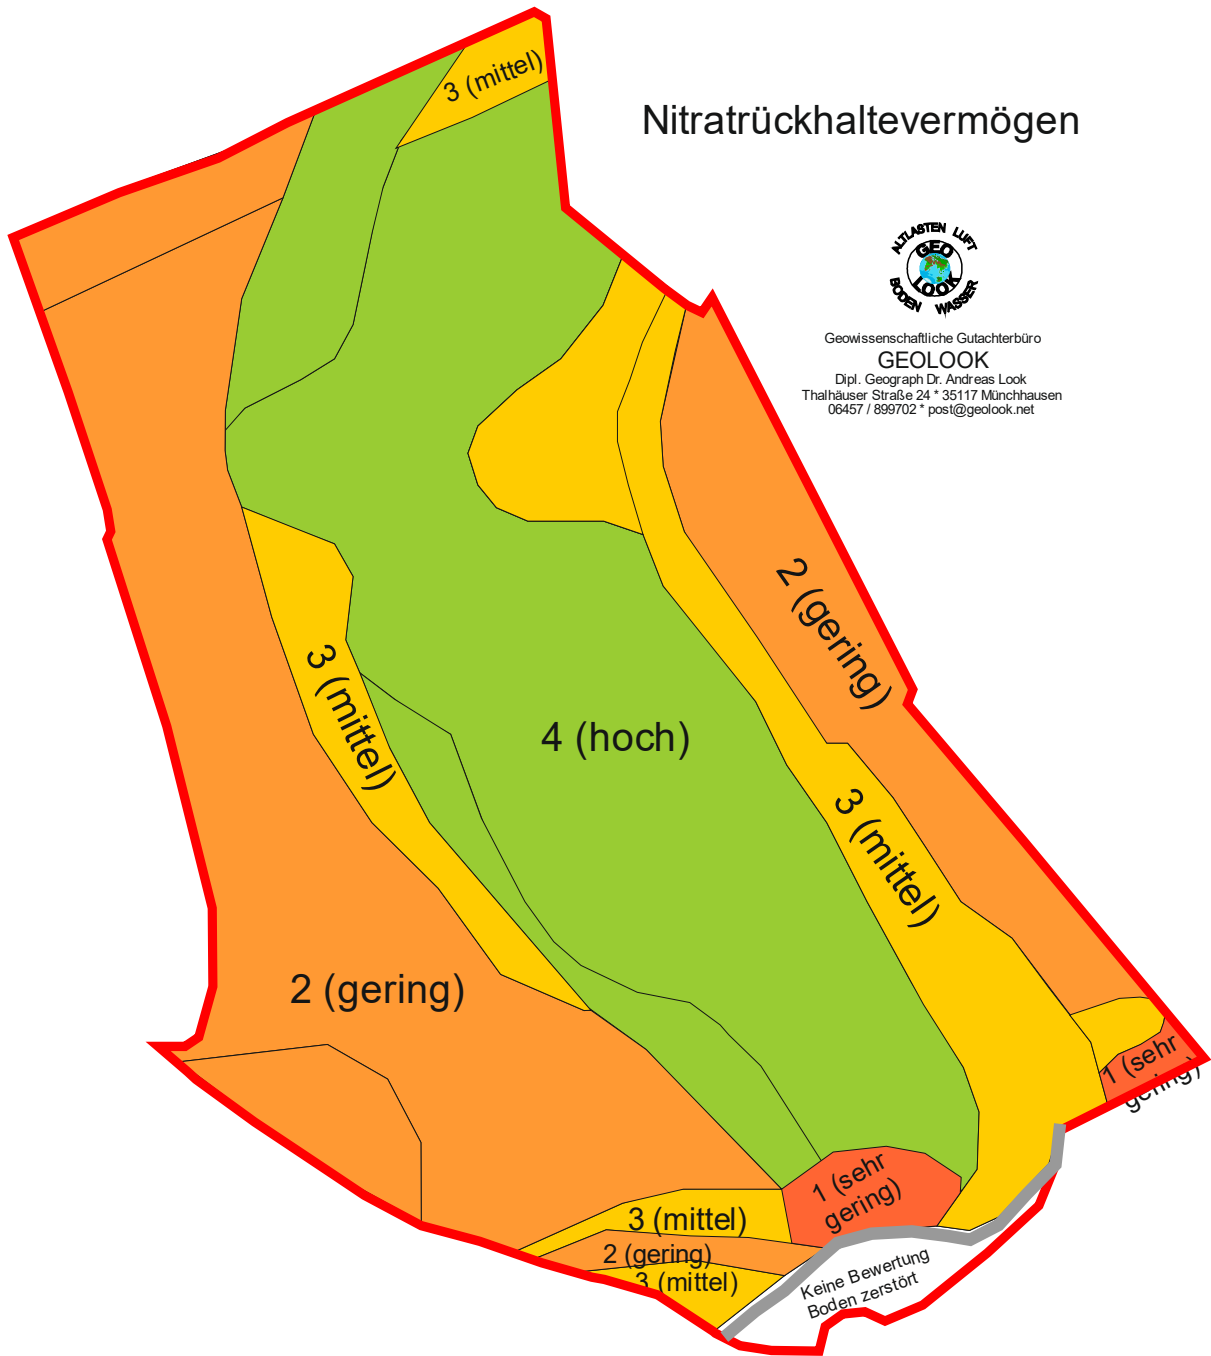 3 (mittel)
Nitratrückhaltevermögen
ALTLASTEN LUFT
GEO
LOOK
BODEN WASSER
Geowissenschaftliche Gutachterbüro
GEOLOOK
Dipl. Geograph Dr. Andreas Look
Thalhäuser Straße 24 * 35117 Münchhausen
06457 / 899702 * post@geolook.net
2 (gering)
3 (mittel)
4 (hoch)
3 (mittel)
2 (gering)
1 (sehr
gering)
1 (sehr
gering)
3 (mittel)
2 (gering)
3 (mittel)
Keine Bewertung
Boden zerstört